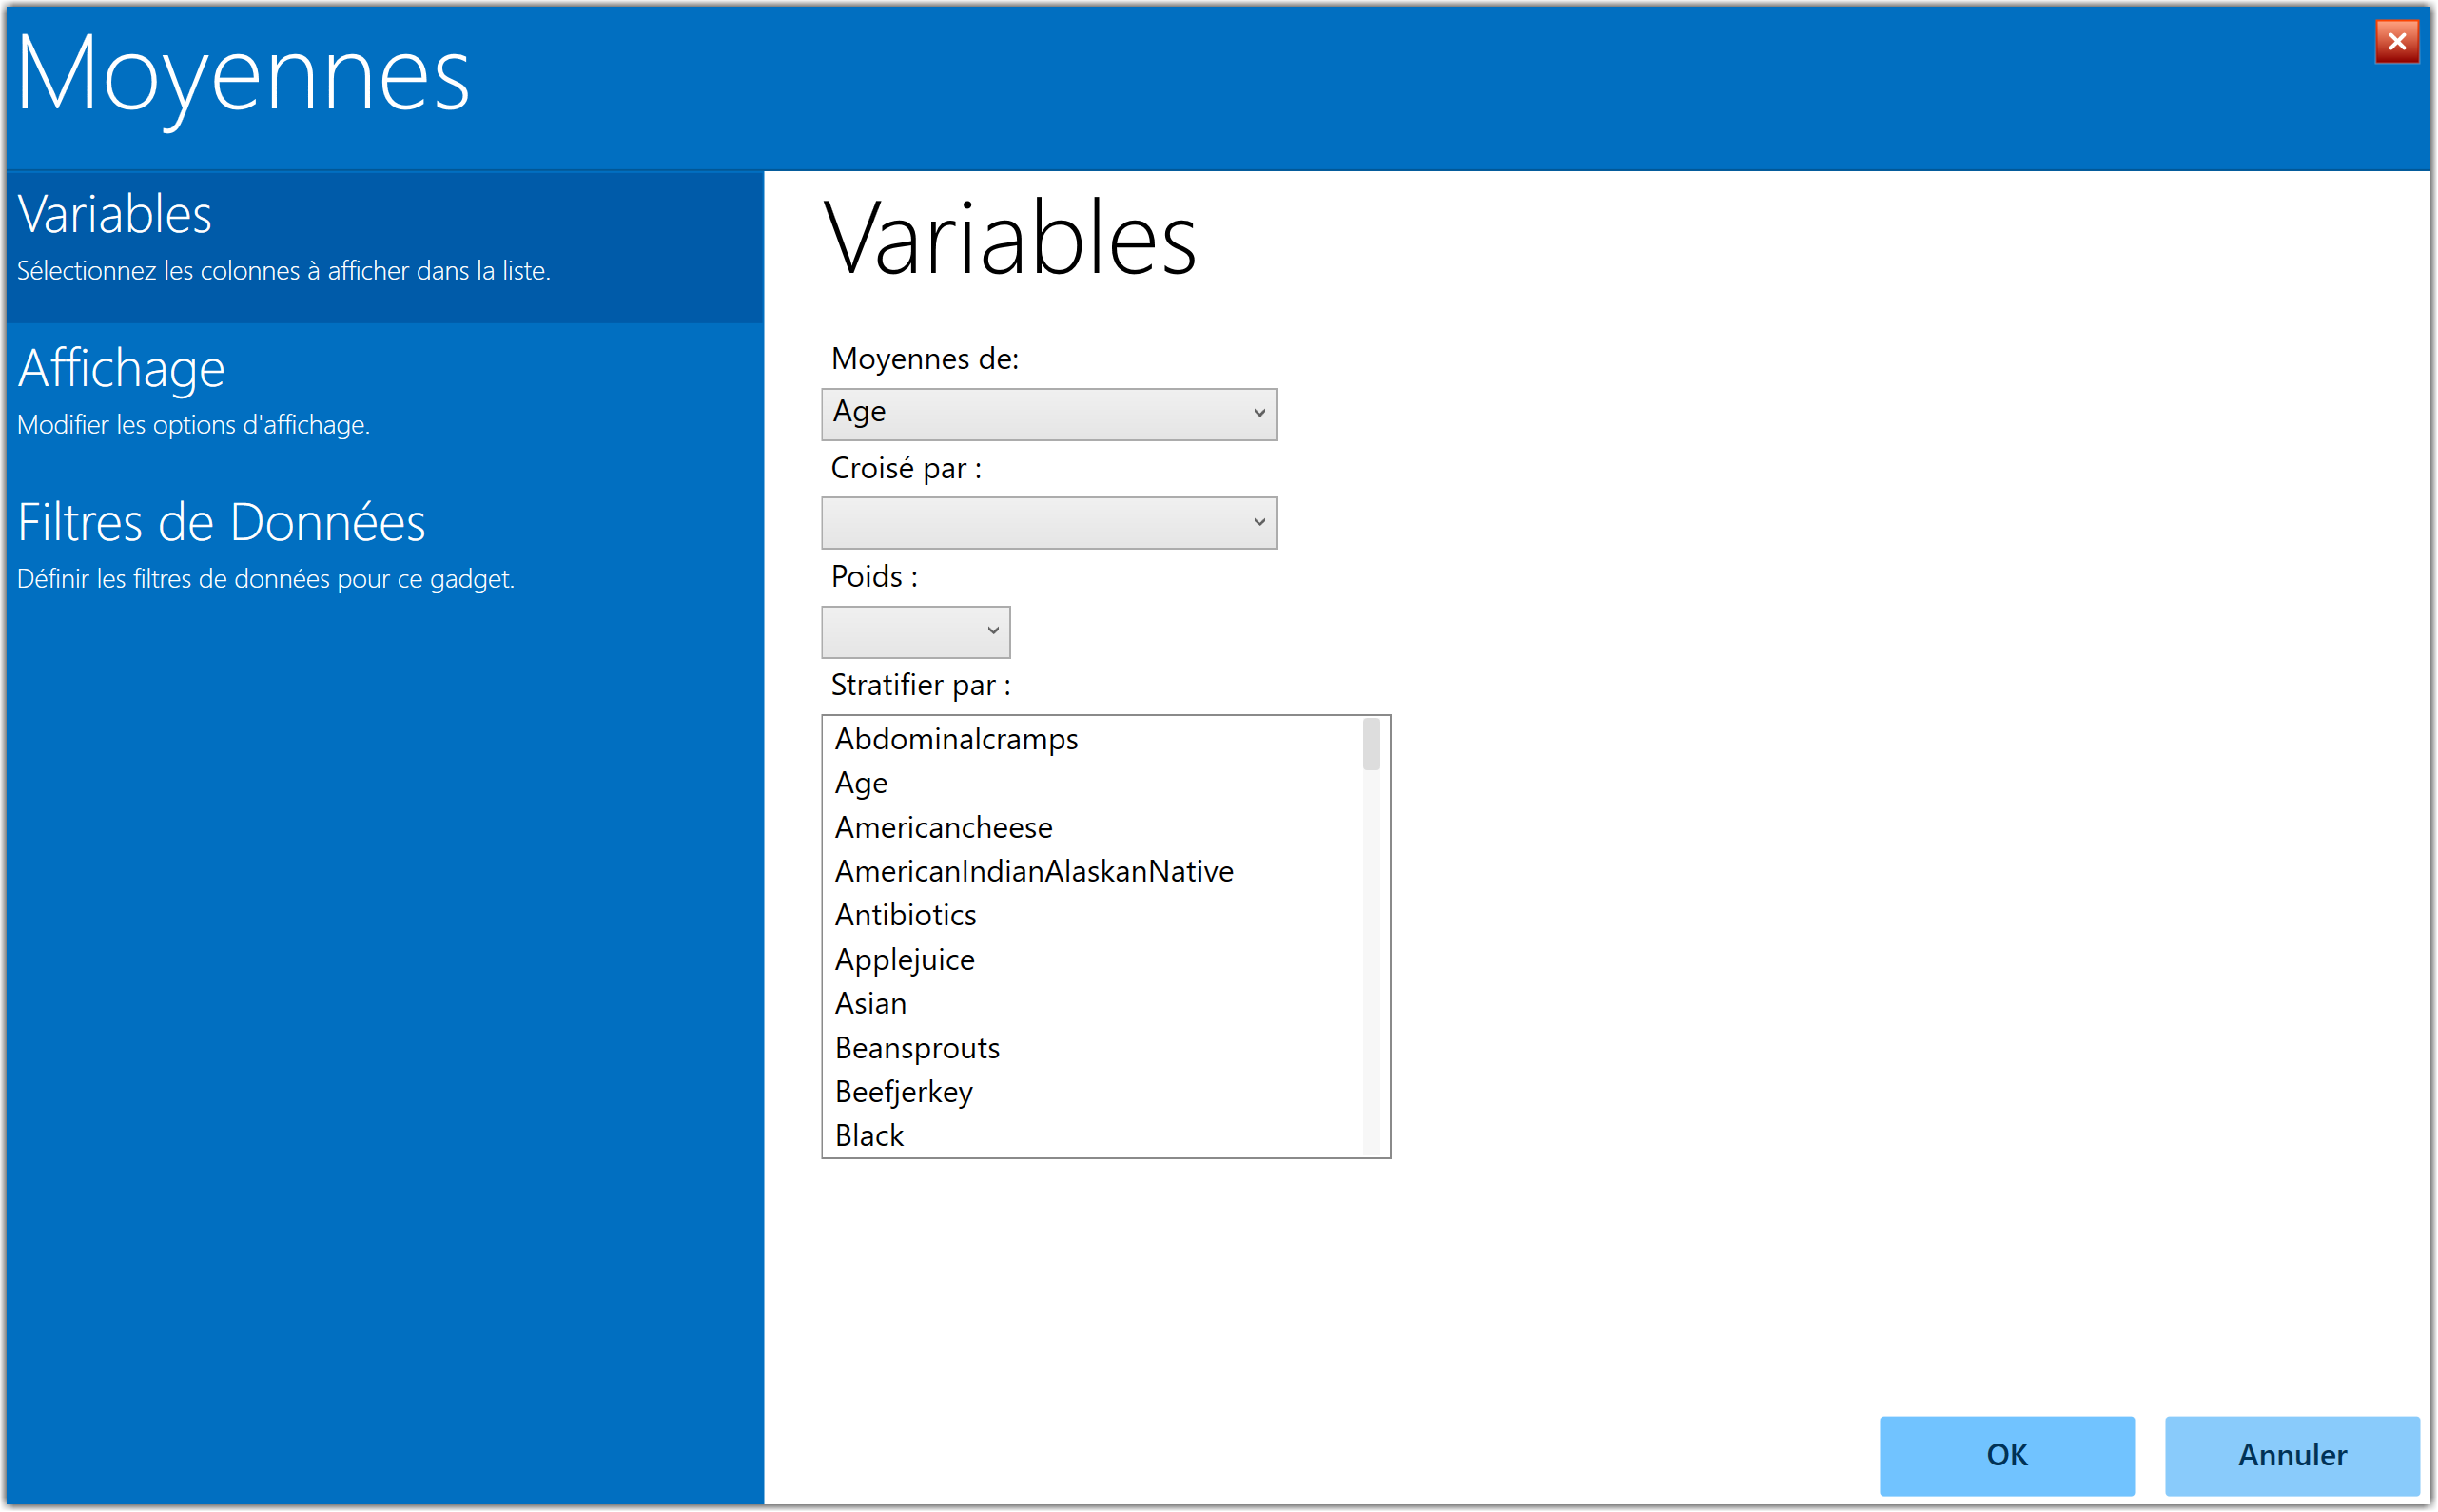 Moyennes
Variables
Sélectionnez les colonnes à afficher dans la liste.
Affichage
Modifier les options d'affichage.
Filtres de Données
Définir les filtres de données pour ce gadget.
Variables
Moyennes de:
Age
Croisé par :
Poids :
Stratifier par :
Abdominalcramps
Age
Americancheese
AmericanIndianAlaskanNative
Antibiotics
Applejuice
Asian
Beansprouts
Beefjerkey
Black
OK
Annuler